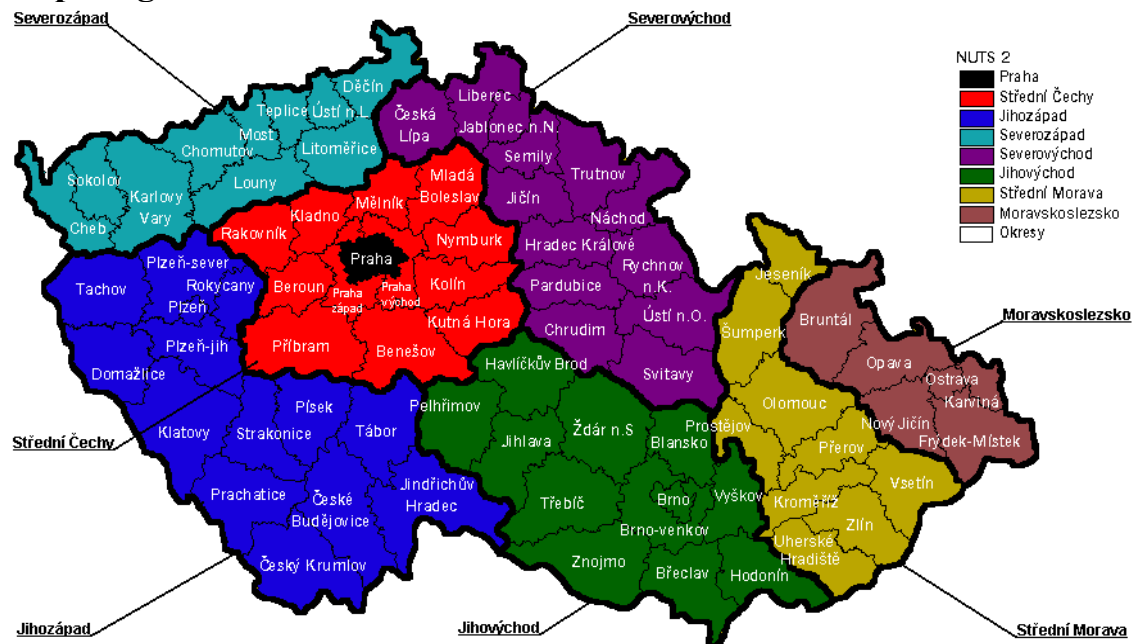 Severozápad
Severovýchod
NUTS 2
Praha
Střední Čechy
Jihozápad
Severozápad
Severovýchod
Jihovýchod
Střední Morava
Moravskoslezsko
Okresy
Děčín
Teplice
Ústí n.L
Most
Chomutov
Litoměřice
Sokolov
Karlovy
Vary
Louny
Cheb
Česká
Lípa
Liberec
Jablonec n.N.
Semily
Trutnov
Jičín
Náchod
Hradec Králové
Rychnov
n.K.
Pardubice
Ústí n.O.
Chrudim
Svitavy
Mladá
Boleslav
Mělník
Kladno
Rakovník
Nymburk
Praha
Beroun
Praha
západ
Praha
východ
Kolín
Kutná Hora
Příbram
Benešov
Plzeň-sever
Rokycany
Tachov
Plzeň
Plzeň-jih
Domažlice
Písek
Klatovy
Strakonice
Tábor
Prachatice
České
Budějovice
Jindřichův
Hradec
Český Krumlov
Havlíčkův Brod
Pelhřimov
Jihlava
Ždár n.S
Blansko
Třebíč
Brno
Vyškov
Brno-venkov
Znojmo
Břeclav
Hodonín
Jeseník
Šumperk
Olomouc
Prostějov
Přerov
Kroměříž
Vsetín
Zlín
Uherské
Hradiště
Bruntál
Opava
Ostrava
Karviná
Nový Jičín
Frýdek-Místek
Moravskoslezsko
Střední Čechy
Jihozápad
Jihovýchod
Střední Morava